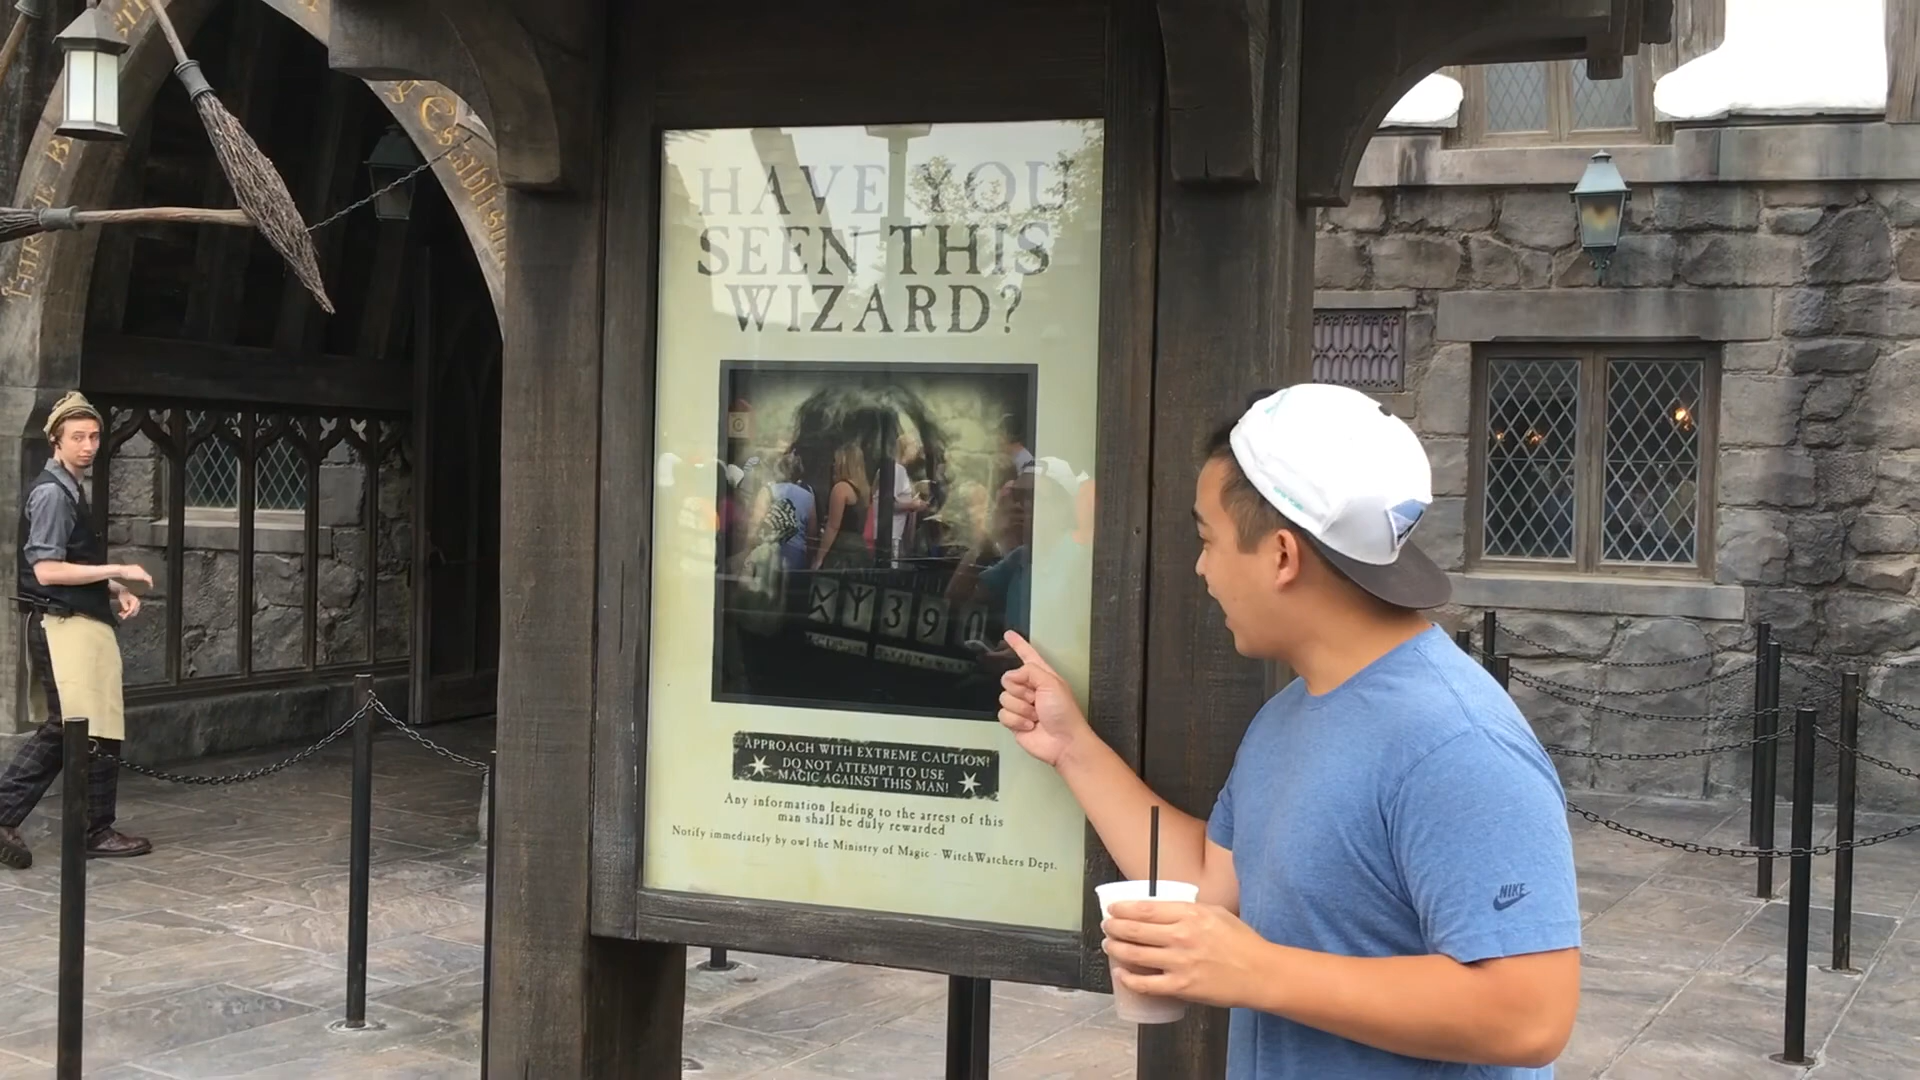 HAVE YOU
SEEN THIS
WIZARD?
390
APPROACH WITH EXTREME CAUTION!
DO NOT ATTEMPT TO USE
MAGIC AGAINST THIS MAN!
Any information leading to the arrest of this
man shall be duly rewarded
Notify immediately by owl the Ministry of Magic - WitchWatchers Dept.
NIKE